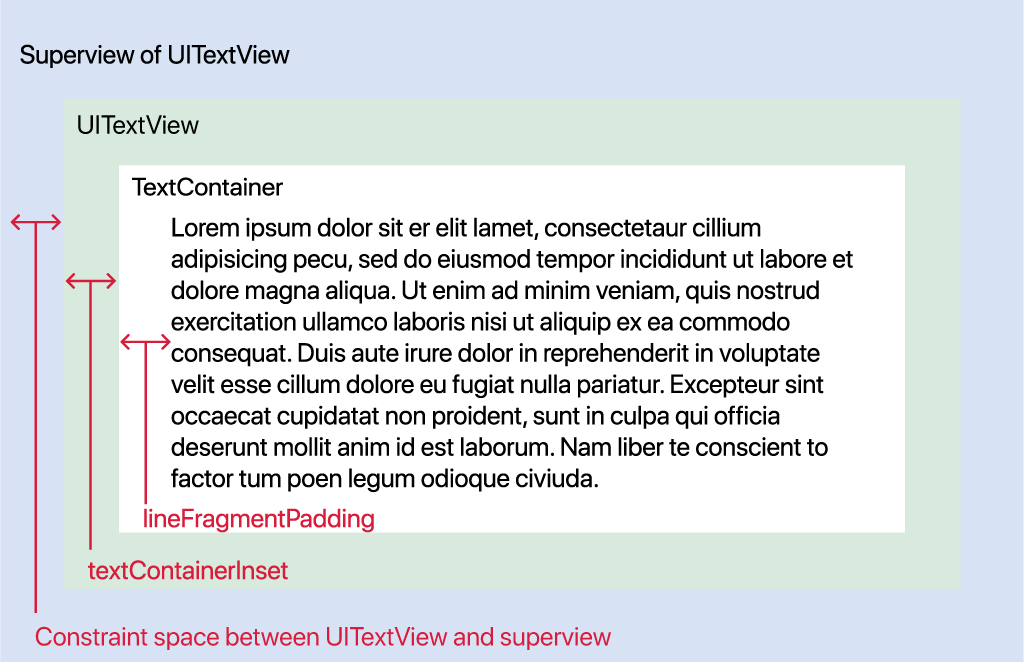 Superview of UITextView
UITextView
TextContainer
Lorem ipsum dolor sit er elit lamet, consectetaur cillium
adipisicing pecu, sed do eiusmod tempor incididunt ut labore et
dolore magna aliqua. Ut enim ad minim veniam, quis nostrud
exercitation ullamco laboris nisi ut aliquip ex ea commodo
consequat. Duis aute irure dolor in reprehenderit in voluptate
velit esse cillum dolore eu fugiat nulla pariatur. Excepteur sint
occaecat cupidatat non proident, sunt in culpa qui officia
deserunt mollit anim id est laborum. Nam liber te conscient to
factor tum poen legum odioque civiuda.
lineFragmentPadding
textContainerInset
Constraint space between UITextView and superview